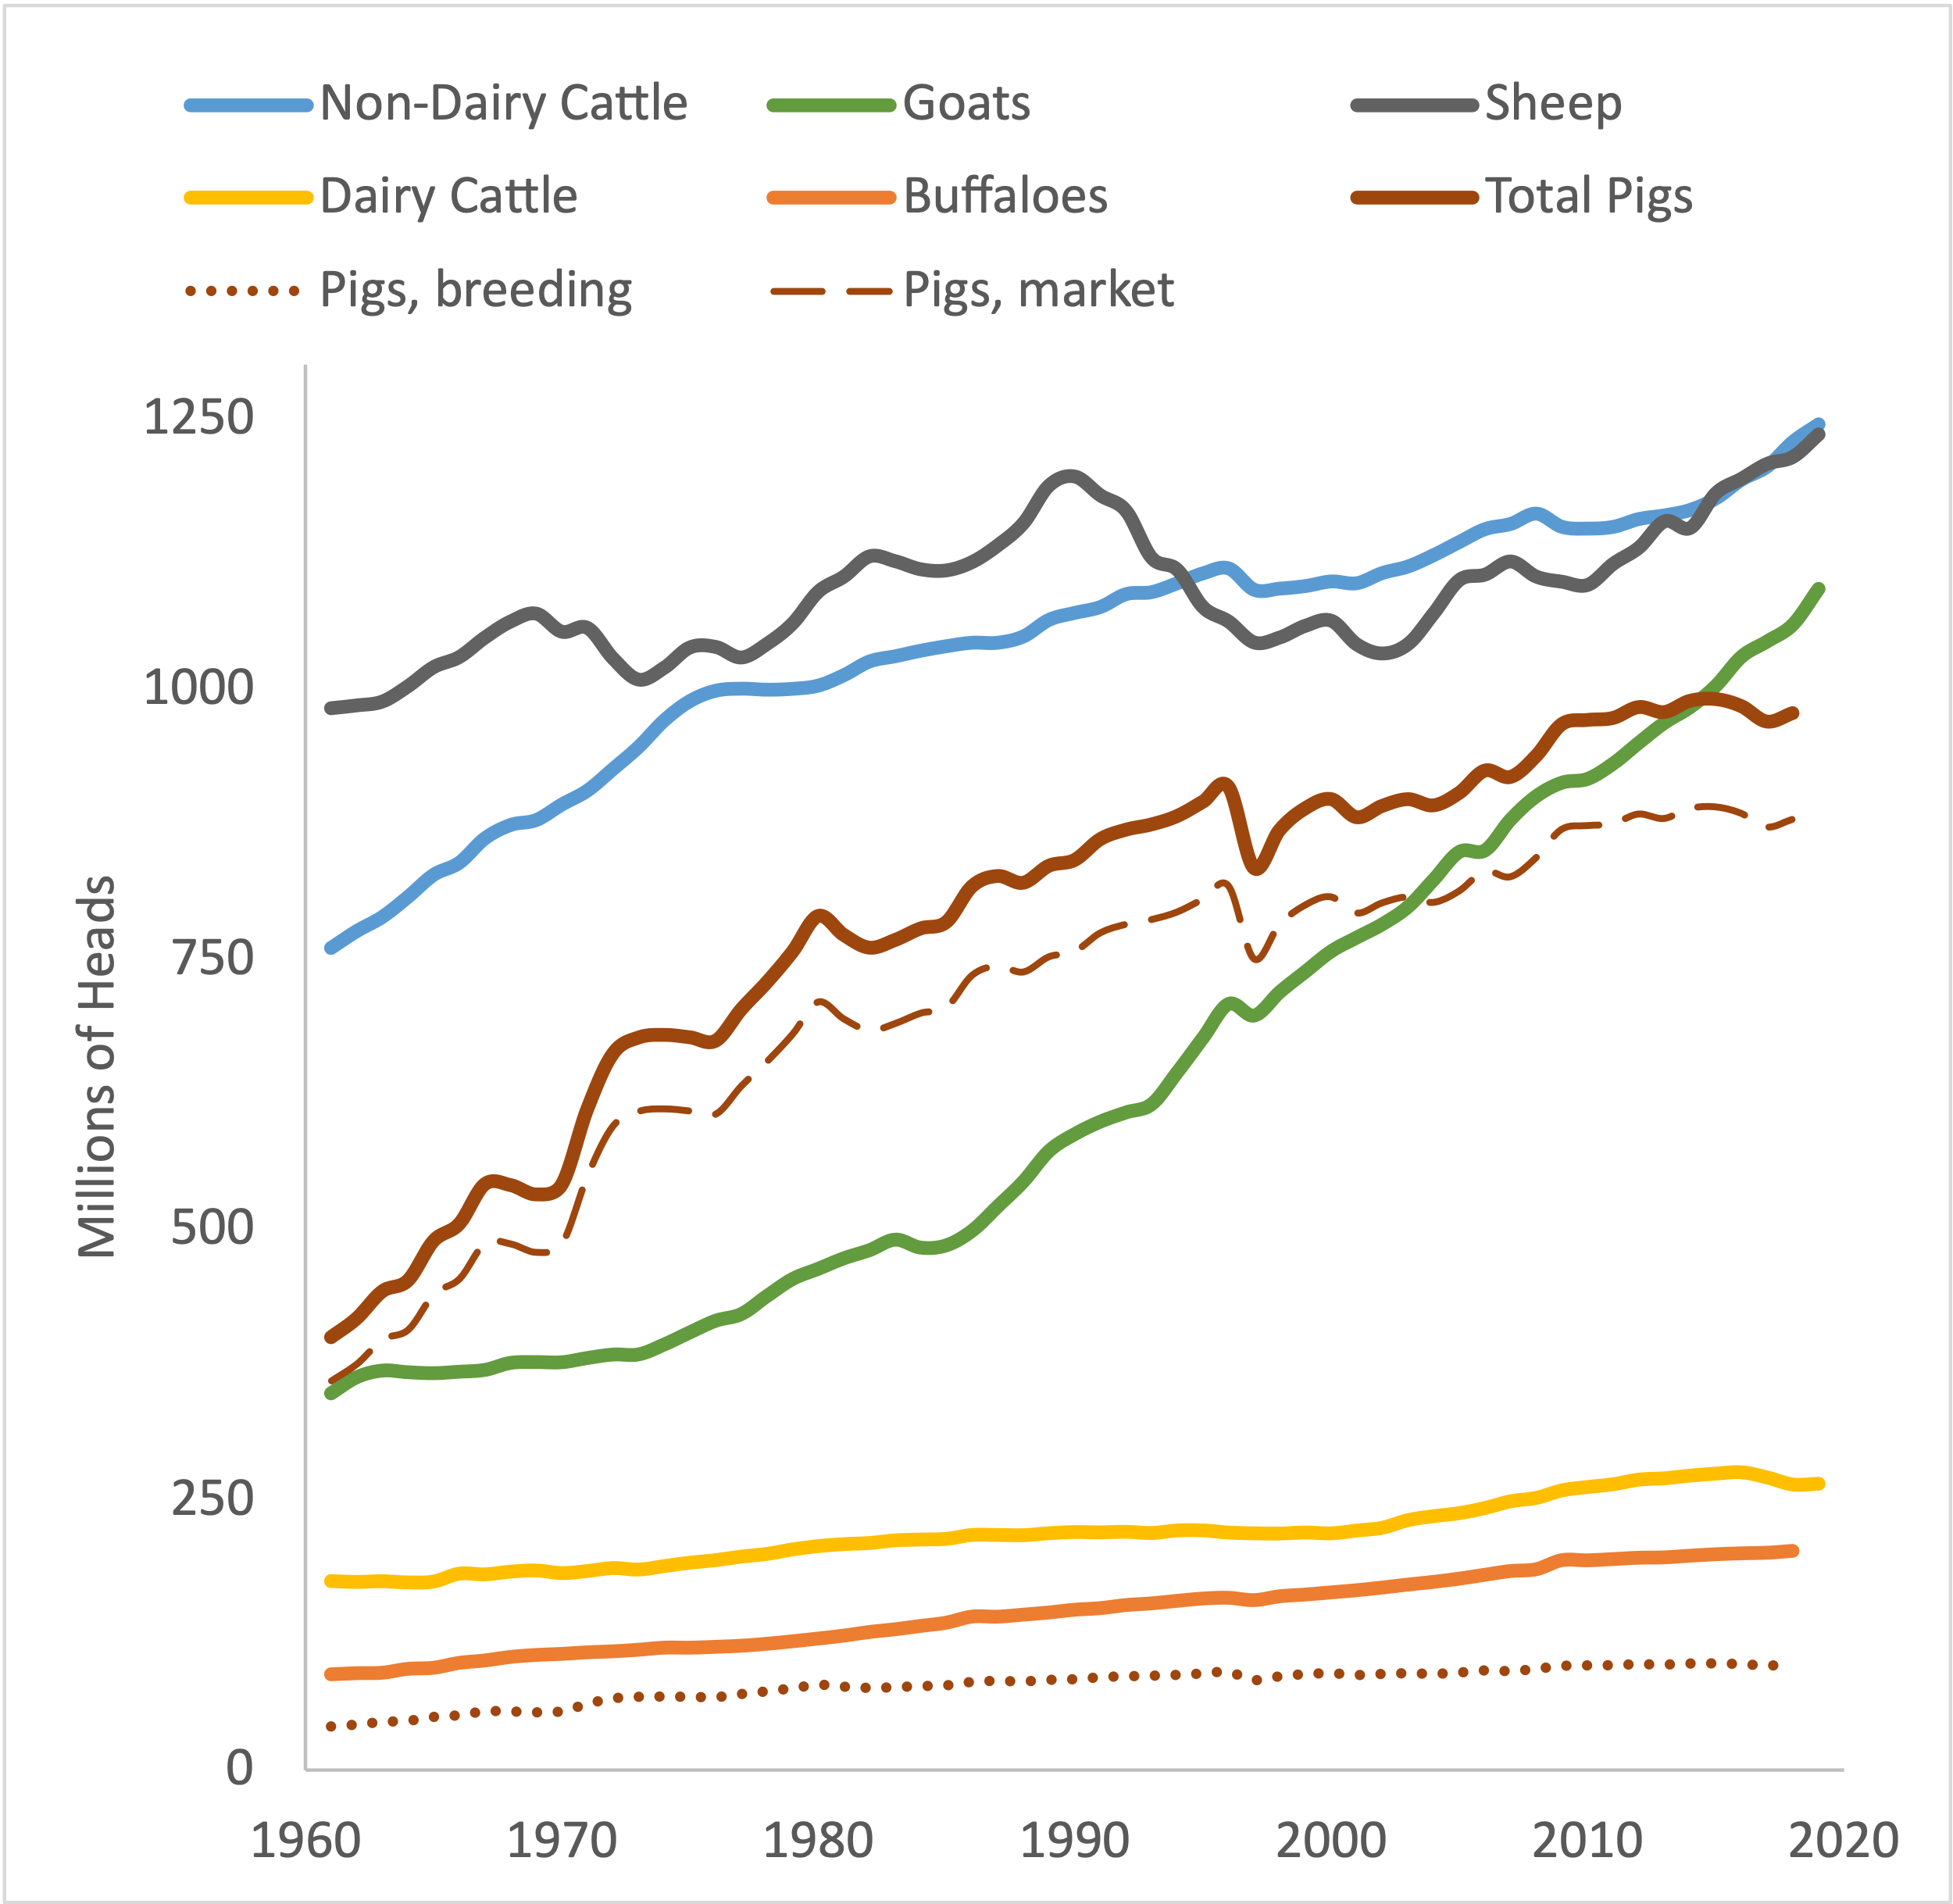 Non-Dairy Cattle Goats Sheep
Dairy Cattle Buffaloes Total Pigs
Pigs, breeding Pigs, market
1250
1000
750
500
250
0
Millions of Heads
1960 1970 1980 1990 2000 2010 2020